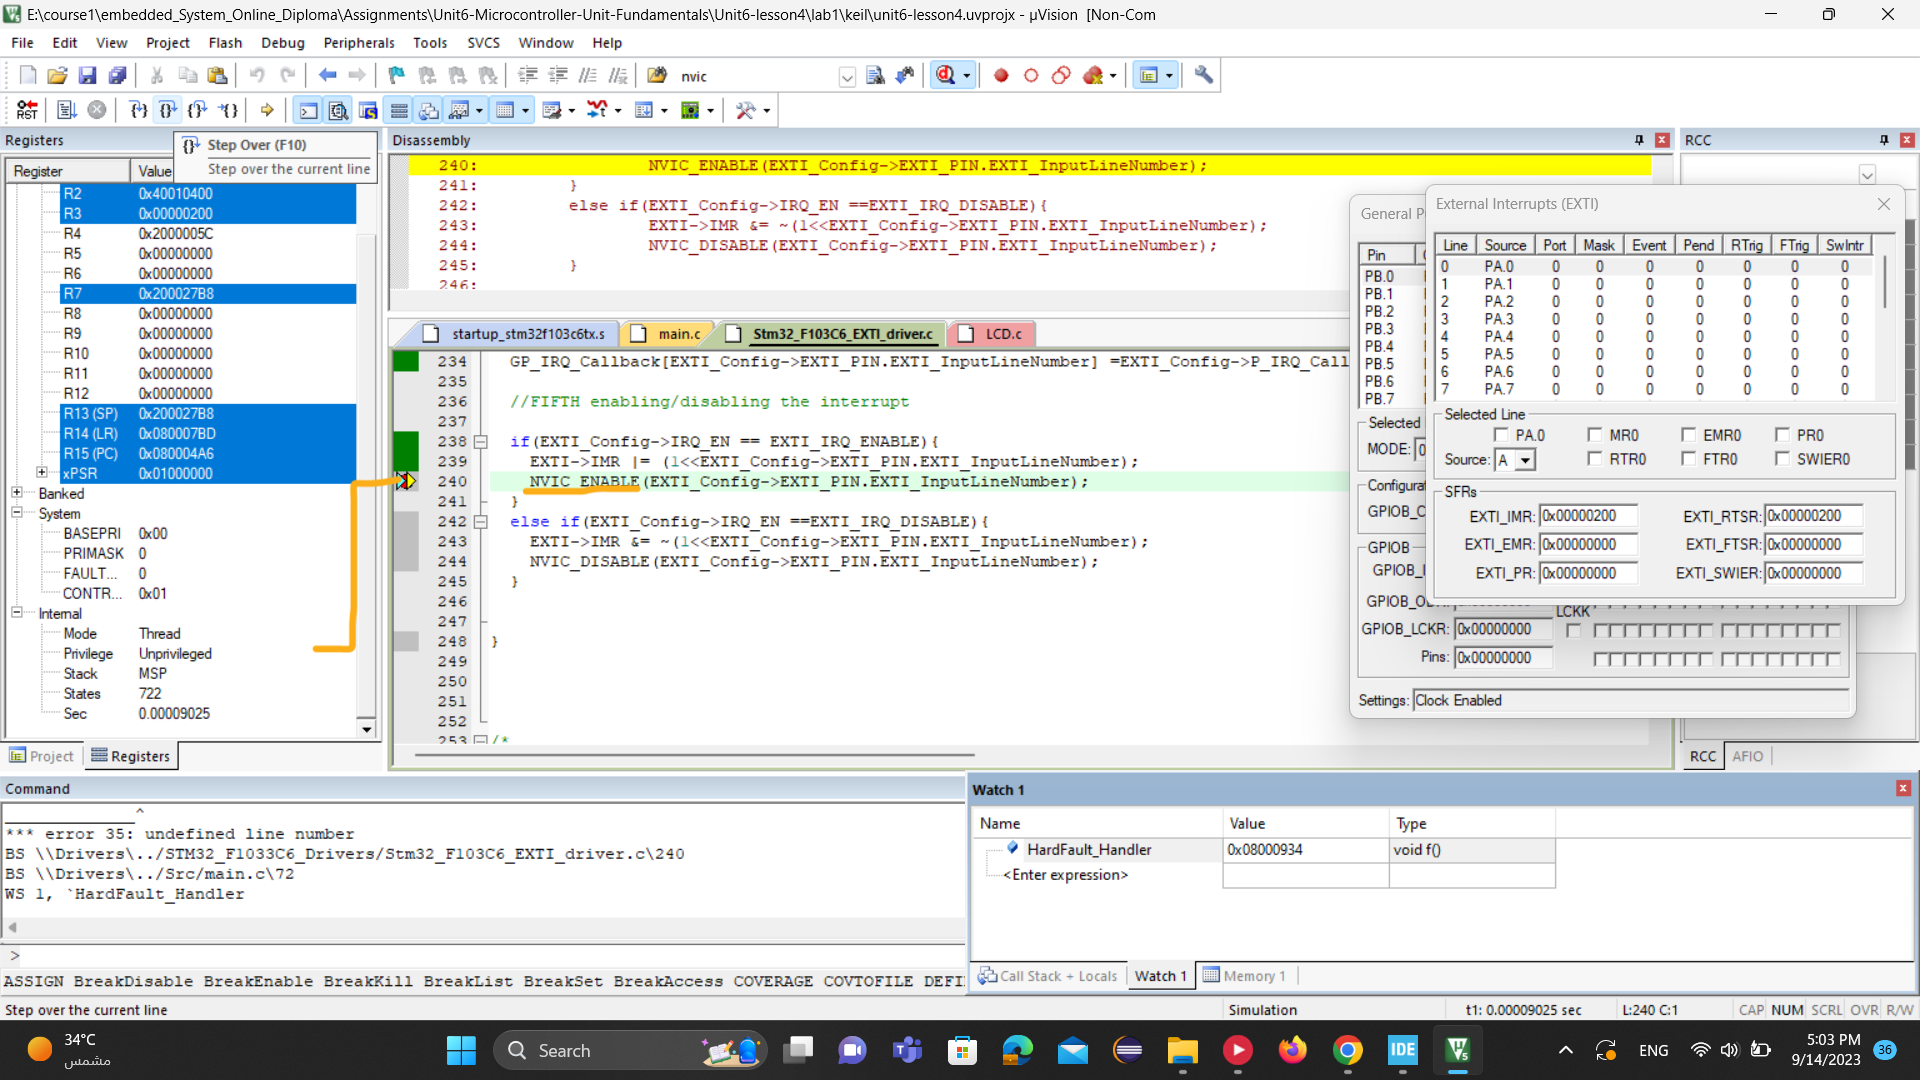 E:\course1\embedded_System_Online_Diploma\Assignments\Unit6-Microcontroller-Unit-Fundamentals\Unit6-lesson4\lab1\keil\unit6-lesson4.uvprojx - µVision [Non-Com
File Edit View Project Flash Debug Peripherals Tools SVCS Window Help
nvic
RST
Registers
Step Over (F10)
Step over the current line
Register Value
R2 0x40010400
R3 0x00000200
R4 0x2000005C
R5 0x00000000
R6 0x00000000
R7 0x200027B8
R8 0x00000000
R9 0x00000000
R10 0x00000000
R11 0x00000000
R12 0x00000000
R13 (SP) 0x200027B8
R14 (LR) 0x080007BD
R15 (PC) 0x080004A6
xPSR 0x01000000
Banked
System
BASEPRI 0x00
PRIMASK 0
FAULT... 0
CONTR... 0x01
Internal
Mode Thread
Privilege Unprivileged
Stack MSP
States 722
Sec 0.00009025
Project Registers
Disassembly
240: NVIC_ENABLE(EXTI_Config->EXTI_PIN.EXTI_InputLineNumber);
241: }
242: else if(EXTI_Config->IRQ_EN ==EXTI_IRQ_DISABLE){
243: EXTI->IMR &= ~(1<<EXTI_Config->EXTI_PIN.EXTI_InputLineNumber);
244: NVIC_DISABLE(EXTI_Config->EXTI_PIN.EXTI_InputLineNumber);
245: }
246:
startup_stm32f103c6tx.s main.c Stm32_F103C6_EXTI_driver.c LCD.c
234 GP_IRQ_Callback[EXTI_Config->EXTI_PIN.EXTI_InputLineNumber] =EXTI_Config->P_IRQ_Call
235
236 //FIFTH enabling/disabling the interrupt
237
238 if(EXTI_Config->IRQ_EN == EXTI_IRQ_ENABLE){
239 EXTI->IMR |= (1<<EXTI_Config->EXTI_PIN.EXTI_InputLineNumber);
240 NVIC_ENABLE(EXTI_Config->EXTI_PIN.EXTI_InputLineNumber);
241 }
242 else if(EXTI_Config->IRQ_EN ==EXTI_IRQ_DISABLE){
243 EXTI->IMR &= ~(1<<EXTI_Config->EXTI_PIN.EXTI_InputLineNumber);
244 NVIC_DISABLE(EXTI_Config->EXTI_PIN.EXTI_InputLineNumber);
245 }
246
247
248 }
249
250
251
252
253 /*
RCC
General P
Pin
PB.0
PB.1
PB.2
PB.3
PB.4
PB.5
PB.6
PB.7
Selected
MODE: 0
Configurat
GPIOB_C
GPIOB
GPIOB_I
GPIOB_O
LCKK
GPIOB_LCKR: 0x00000000
Pins: 0x00000000
Settings: Clock Enabled
External Interrupts (EXTI)
Line Source Port Mask Event Pend RTrig FTrig SwIntr
0 PA.0 0 0 0 0 0 0 0
1 PA.1 0 0 0 0 0 0 0
2 PA.2 0 0 0 0 0 0 0
3 PA.3 0 0 0 0 0 0 0
4 PA.4 0 0 0 0 0 0 0
5 PA.5 0 0 0 0 0 0 0
6 PA.6 0 0 0 0 0 0 0
7 PA.7 0 0 0 0 0 0 0
Selected Line
PA.0 MR0 EMR0 PR0
Source: A RTR0 FTR0 SWIER0
SFRs
EXTI_IMR: 0x00000200 EXTI_RTSR: 0x00000200
EXTI_EMR: 0x00000000 EXTI_FTSR: 0x00000000
EXTI_PR: 0x00000000 EXTI_SWIER: 0x00000000
RCC AFIO
Command
^
*** error 35: undefined line number
BS \\Drivers\../STM32_F1033C6_Drivers/Stm32_F103C6_EXTI_driver.c\240
BS \\Drivers\../Src/main.c\72
WS 1, `HardFault_Handler
>
ASSIGN BreakDisable BreakEnable BreakKill BreakList BreakSet BreakAccess COVERAGE COVTOFILE DEFI
Watch 1
Name Value Type
HardFault_Handler 0x08000934 void f()
<Enter expression>
Call Stack + Locals Watch 1 Memory 1
Step over the current line Simulation t1: 0.00009025 sec L:240 C:1 CAP NUM SCRL OVR R/W
34°C
مشمس
Search
IDE
ENG
5:03 PM
9/14/2023
36